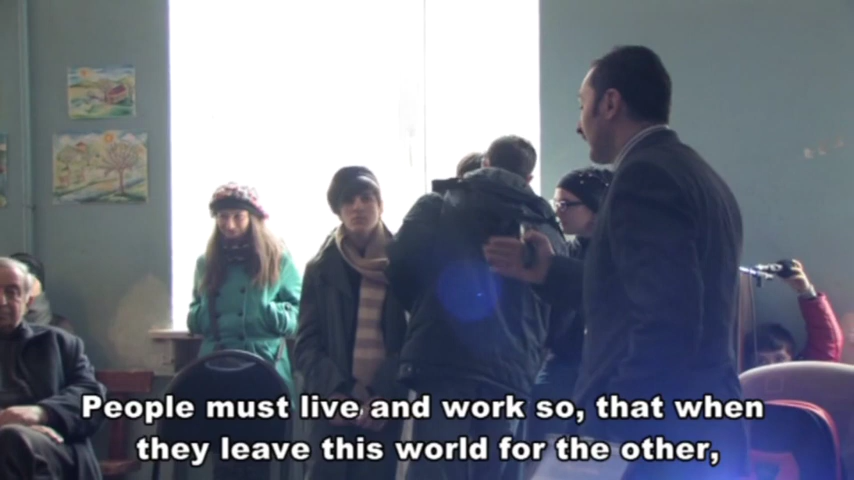 People must live and work so, that when
they leave this world for the other,